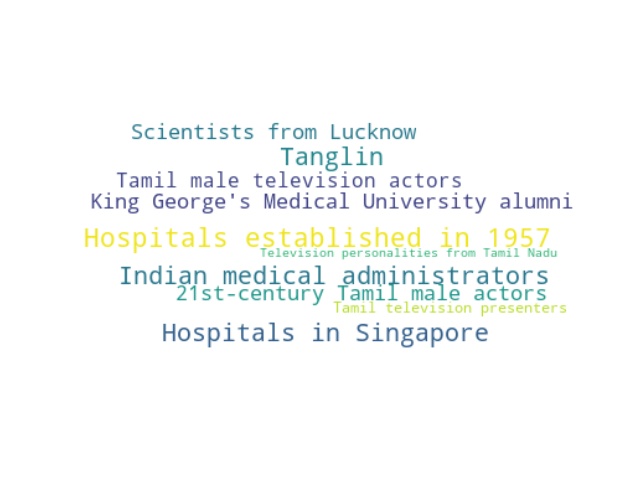 Scientists from Lucknow
Tanglin
Tamil male television actors
King George's Medical University alumni
Hospitals established in 1957
Television personalities from Tamil Nadu
Indian medical administrators
21st-century Tamil male actors
Tamil television presenters
Hospitals in Singapore